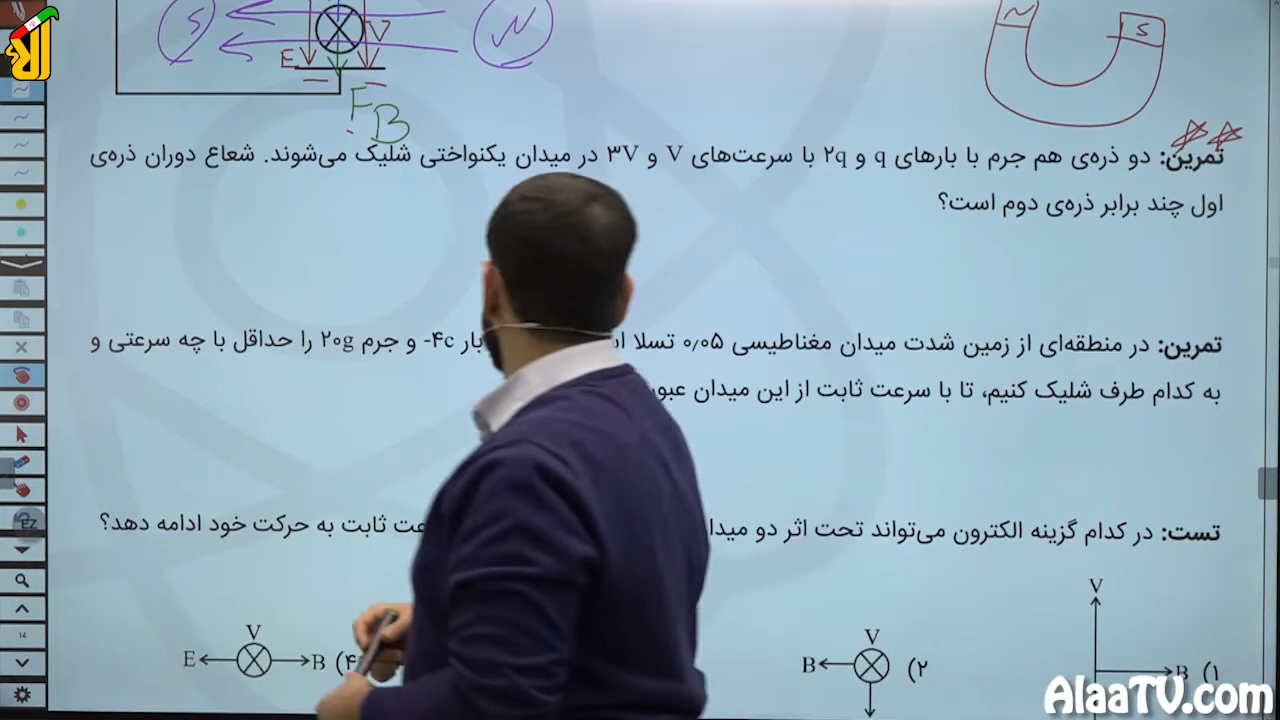 الا
S
E
V
N
F
B
N
S
تمرین: دو ذره‌ی هم جرم با بارهای q و ۲q با سرعت‌های V و ۳V در میدان یکنواختی شلیک می‌شوند. شعاع دوران ذره‌ی
اول چند برابر ذره‌ی دوم است؟
تمرین: در منطقه‌ای از زمین شدت میدان مغناطیسی ۰٫۰۵ تسلا بار ۴c- و جرم ۲۰g را حداقل با چه سرعتی و
به کدام طرف شلیک کنیم، تا با سرعت ثابت از این میدان
تست: در کدام گزینه الکترون می‌تواند تحت اثر دو ثابت به حرکت خود ادامه دهد؟
V
B
۱)
V
B
۲)
V
E
B
۴)
۱۴
AlaaTV.com